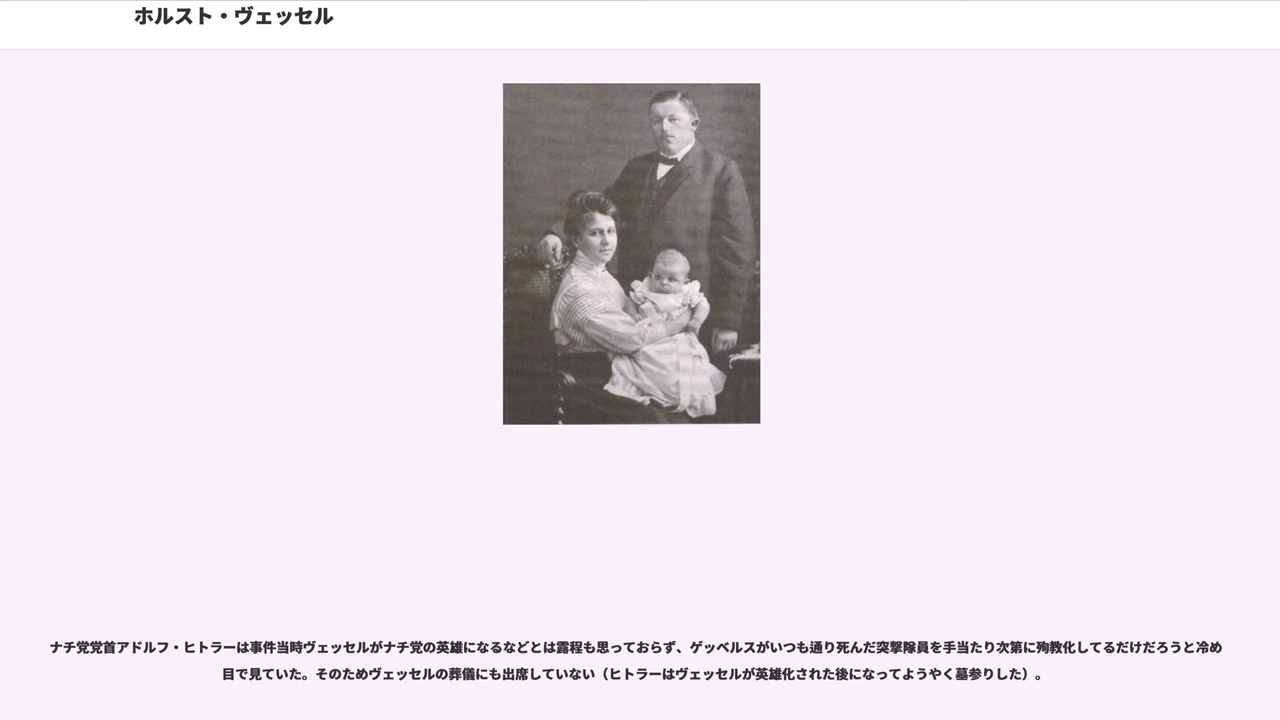 ホルスト・ヴェッセル
ナチ党党首アドルフ・ヒトラーは事件当時ヴェッセルがナチ党の英雄になるなどとは露程も思っておらず、ゲッベルスがいつも通り死んだ突撃隊員を手当たり次第に殉教化してるだけだろうと冷め
目で見ていた。そのためヴェッセルの葬儀にも出席していない（ヒトラーはヴェッセルが英雄化された後になってようやく墓参りした）。